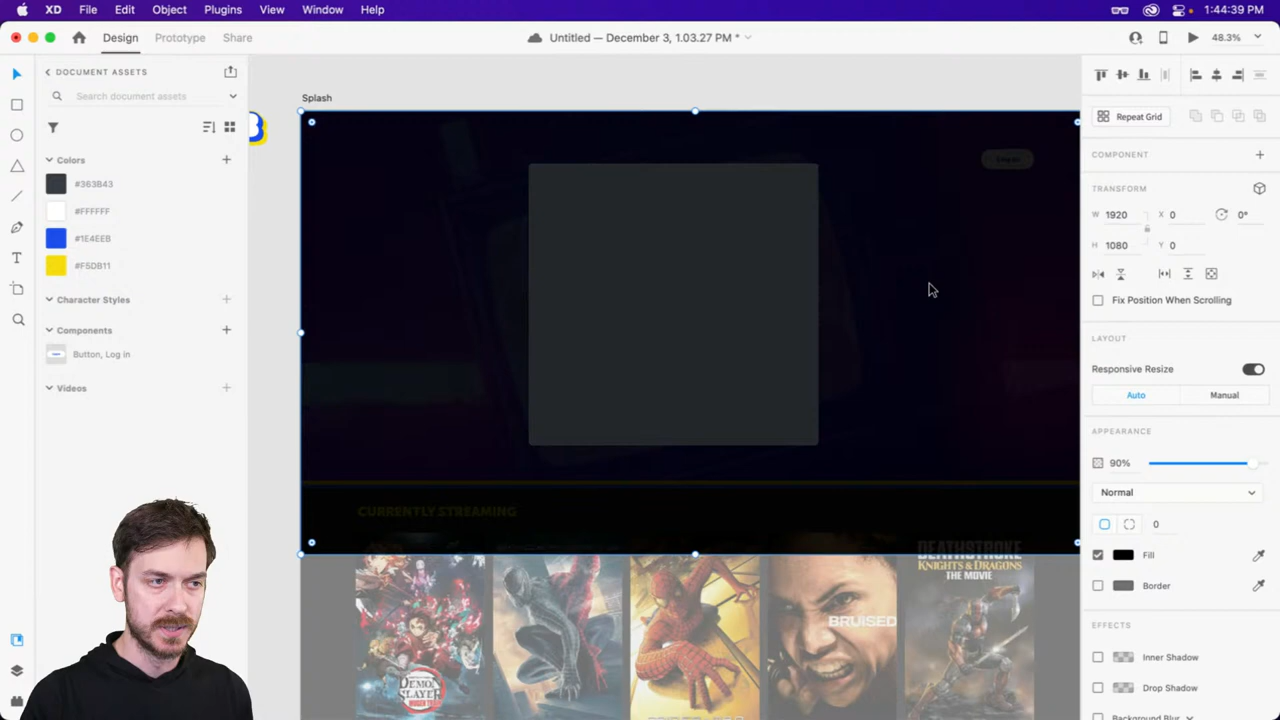 XD File Edit Object Plugins View Window Help 1:44:39 PM
Design Prototype Share Untitled — December 3, 1.03.27 PM * 48.3%
DOCUMENT ASSETS
Search document assets
Colors
#363B43
#FFFFFF
#1E4EEB
#F5DB11
Character Styles
Components
Button, Log in
Videos
Splash
CURRENTLY STREAMING
DEMON
SLAYER
MUGEN TRAIN
BRUISED
DEATHSTROKE
KNIGHTS & DRAGONS
THE MOVIE
Repeat Grid
COMPONENT
TRANSFORM
W 1920 X 0 0°
H 1080 Y 0
Fix Position When Scrolling
LAYOUT
Responsive Resize
Auto Manual
APPEARANCE
90%
Normal
0
Fill
Border
EFFECTS
Inner Shadow
Drop Shadow
Background Blur